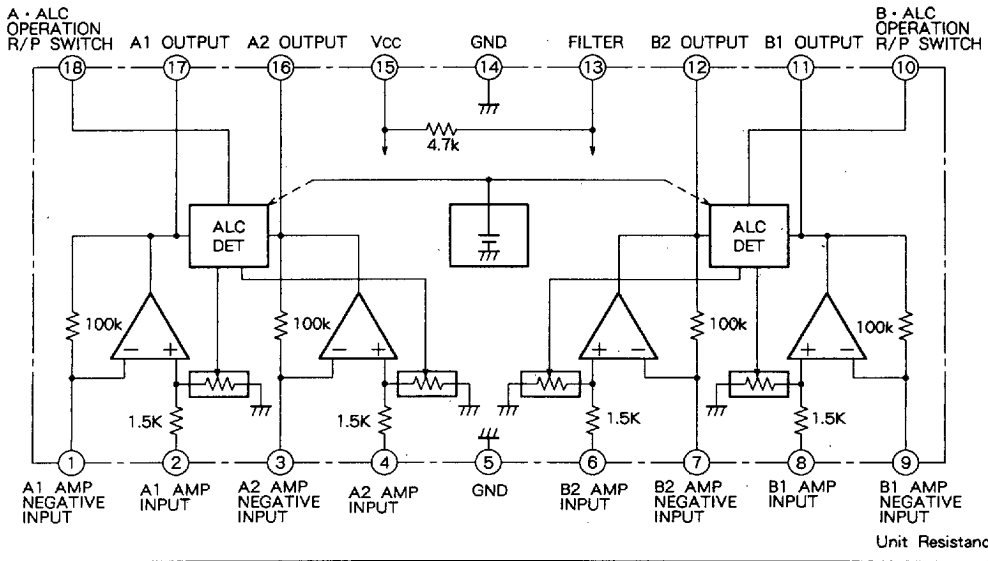 A・ALC
OPERATION
R/P SWITCH
A1 OUTPUT
A2 OUTPUT
Vcc
GND
FILTER
B2 OUTPUT
B1 OUTPUT
B・ALC
OPERATION
R/P SWITCH
18
17
16
15
14
13
12
11
10
4.7k
ALC
DET
ALC
DET
100k
100k
100k
100k
− +
− +
+ −
+ −
1.5K
1.5K
1.5K
1.5K
1
2
3
4
5
6
7
8
9
A1 AMP
NEGATIVE
INPUT
A1 AMP
INPUT
A2 AMP
NEGATIVE
INPUT
A2 AMP
INPUT
GND
B2 AMP
INPUT
B2 AMP
NEGATIVE
INPUT
B1 AMP
INPUT
B1 AMP
NEGATIVE
INPUT
Unit Resistanc